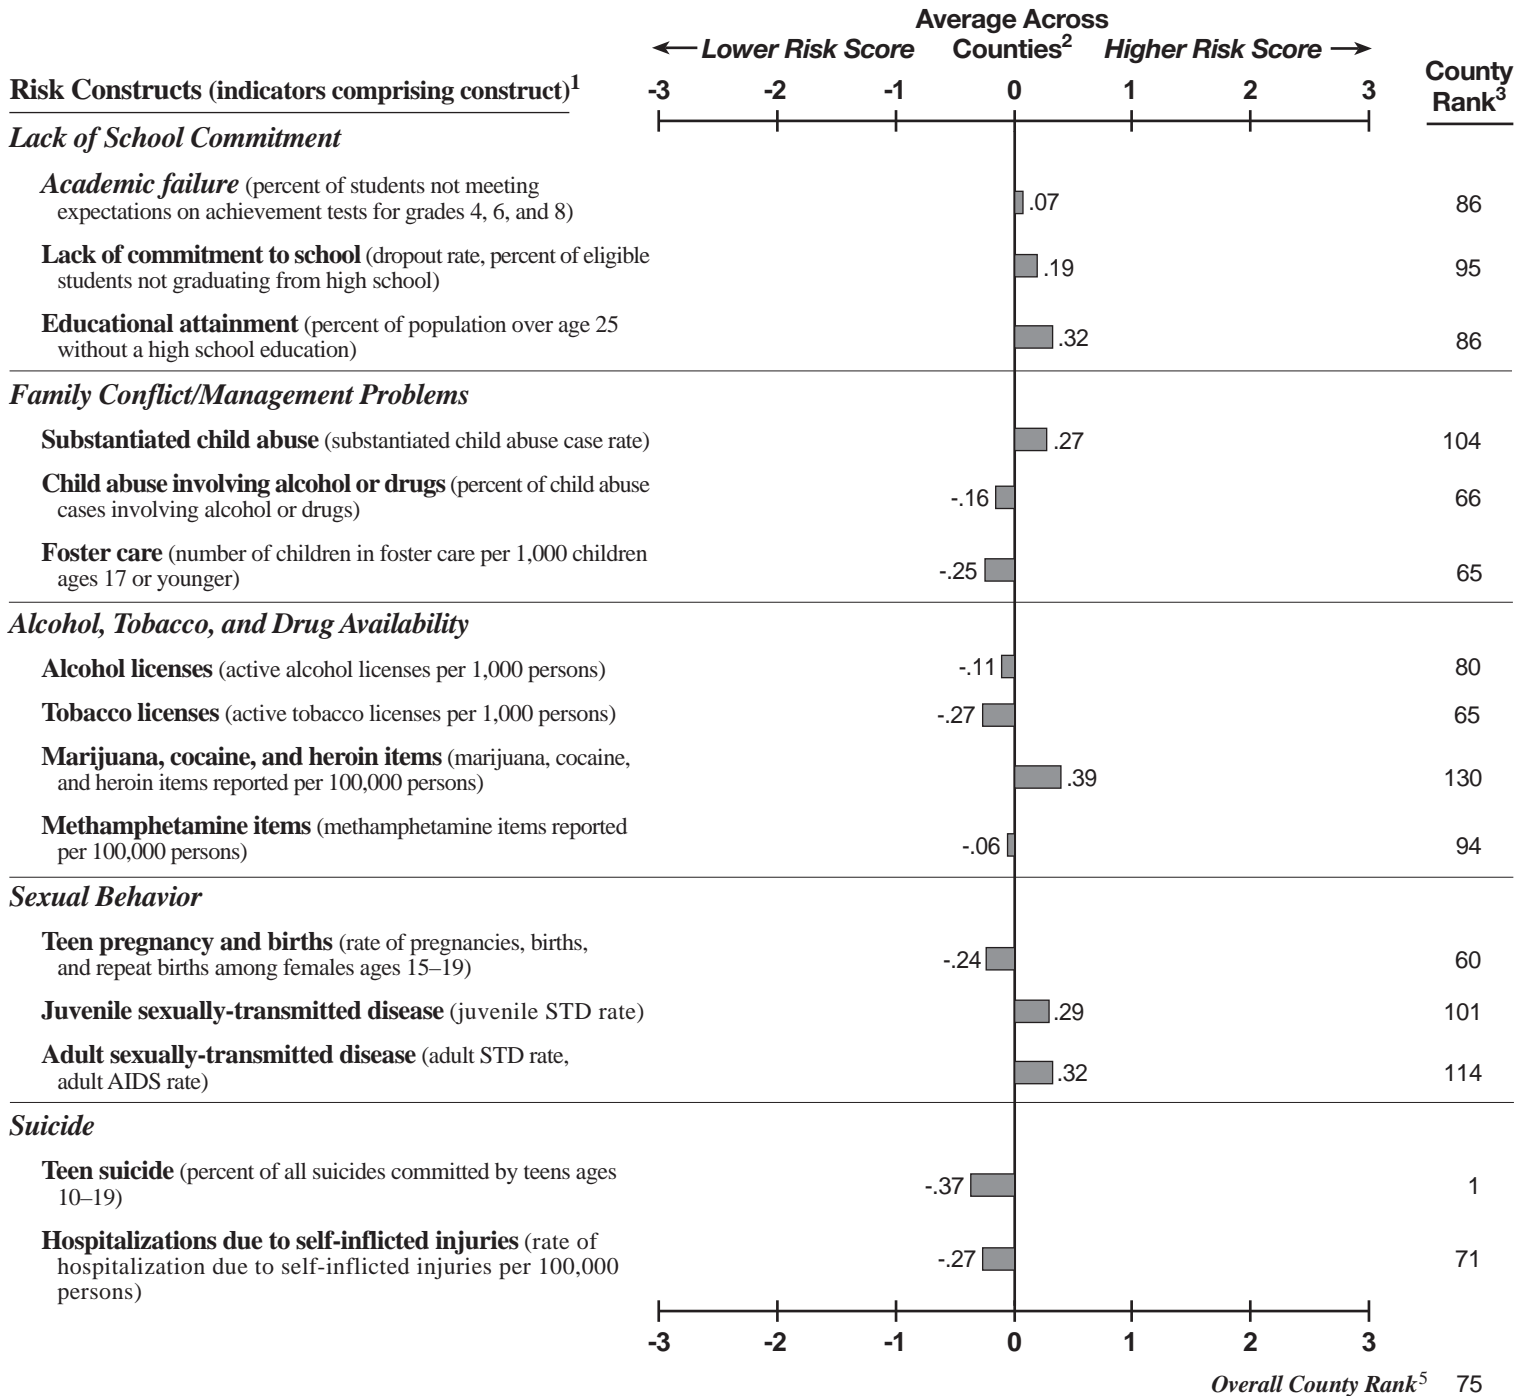 Average Across
← Lower Risk Score Counties2 Higher Risk Score →
County
Risk Constructs (indicators comprising construct)1 -3 -2 -1 0 1 2 3 Rank3
Lack of School Commitment
Academic failure (percent of students not meeting
expectations on achievement tests for grades 4, 6, and 8) .07 86
Lack of commitment to school (dropout rate, percent of eligible
students not graduating from high school) .19 95
Educational attainment (percent of population over age 25
without a high school education) .32 86
Family Conflict/Management Problems
Substantiated child abuse (substantiated child abuse case rate) .27 104
Child abuse involving alcohol or drugs (percent of child abuse
cases involving alcohol or drugs) -.16 66
Foster care (number of children in foster care per 1,000 children
ages 17 or younger) -.25 65
Alcohol, Tobacco, and Drug Availability
Alcohol licenses (active alcohol licenses per 1,000 persons) -.11 80
Tobacco licenses (active tobacco licenses per 1,000 persons) -.27 65
Marijuana, cocaine, and heroin items (marijuana, cocaine,
and heroin items reported per 100,000 persons) .39 130
Methamphetamine items (methamphetamine items reported
per 100,000 persons) -.06 94
Sexual Behavior
Teen pregnancy and births (rate of pregnancies, births,
and repeat births among females ages 15–19) -.24 60
Juvenile sexually-transmitted disease (juvenile STD rate) .29 101
Adult sexually-transmitted disease (adult STD rate,
adult AIDS rate) .32 114
Suicide
Teen suicide (percent of all suicides committed by teens ages
10–19) -.37 1
Hospitalizations due to self-inflicted injuries (rate of
hospitalization due to self-inflicted injuries per 100,000 -.27 71
persons)
-3 -2 -1 0 1 2 3
Overall County Rank5 75